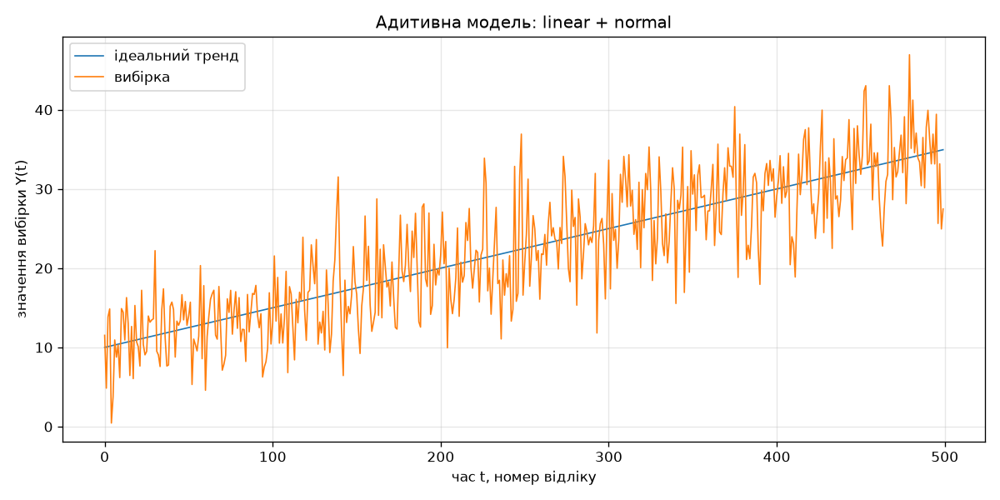 Адитивна модель: linear + normal
ідеальний тренд
вибірка
значення вибірки Y(t)
40
30
20
10
0
0 100 200 300 400 500
час t, номер відліку